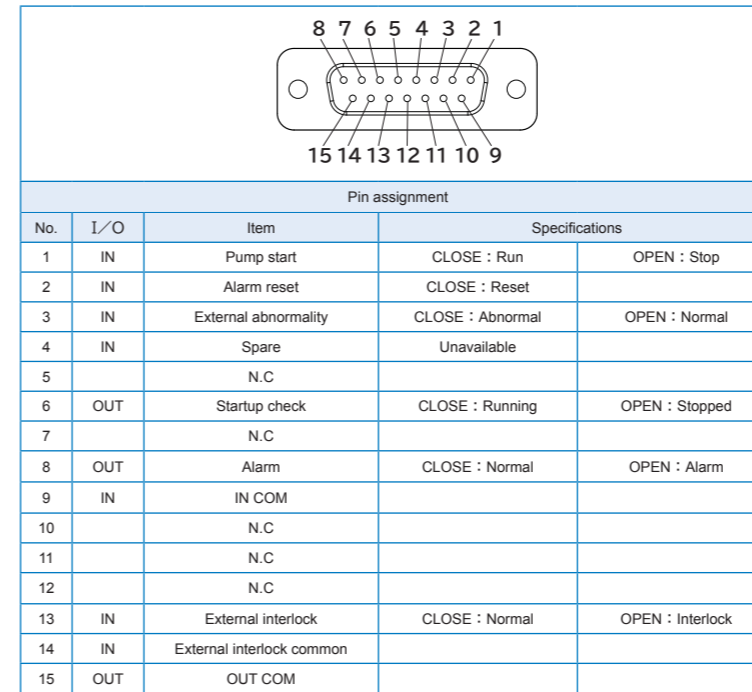 8 7 6 5 4 3 2 1
15 14 13 12 11 10 9
Pin assignment
No. I/O Item Specifications
1 IN Pump start CLOSE：Run OPEN：Stop
2 IN Alarm reset CLOSE：Reset
3 IN External abnormality CLOSE：Abnormal OPEN：Normal
4 IN Spare Unavailable
5 N.C
6 OUT Startup check CLOSE：Running OPEN：Stopped
7 N.C
8 OUT Alarm CLOSE：Normal OPEN：Alarm
9 IN IN COM
10 N.C
11 N.C
12 N.C
13 IN External interlock CLOSE：Normal OPEN：Interlock
14 IN External interlock common
15 OUT OUT COM